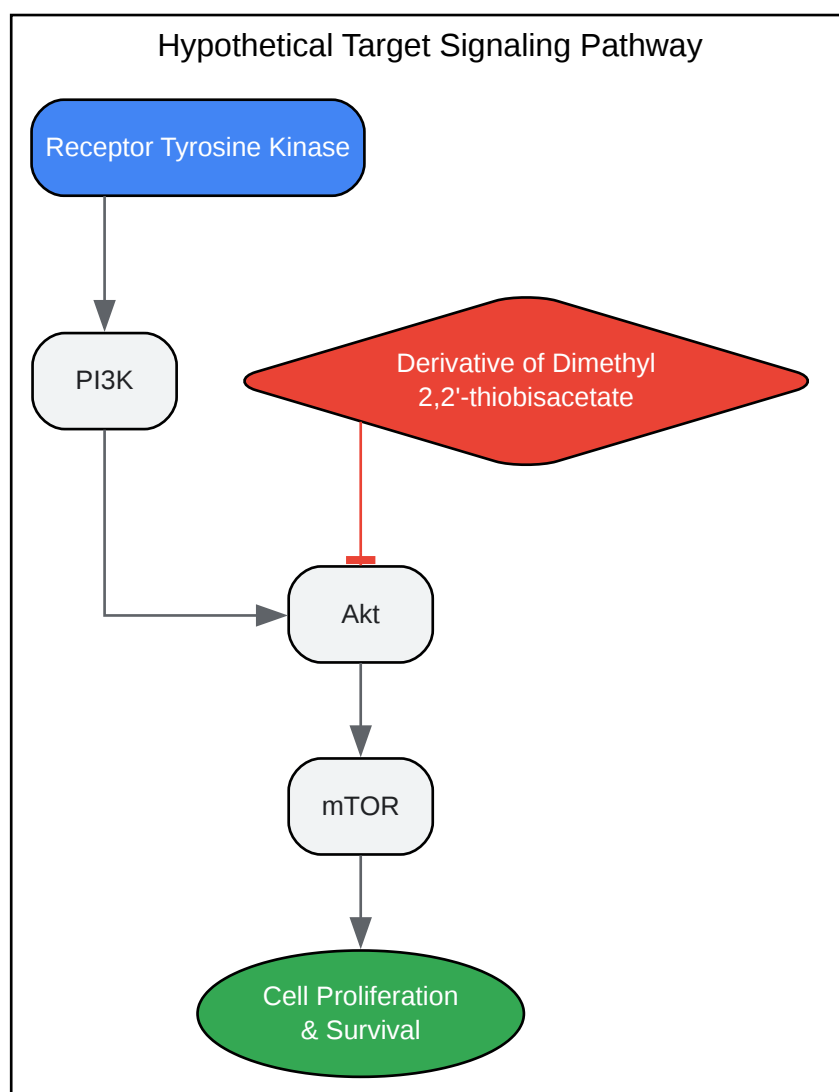 Hypothetical Target Signaling Pathway
Receptor Tyrosine Kinase
PI3K
Derivative of Dimethyl
2,2'-thiobisacetate
Akt
mTOR
Cell Proliferation
& Survival